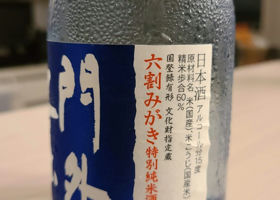 日本酒 アルコール分15度
原材料名 米(国産)、米こうじ(国産米)
精米歩合60%
国登録有形 文化財指定蔵
六割みがき特別純米酒
門外